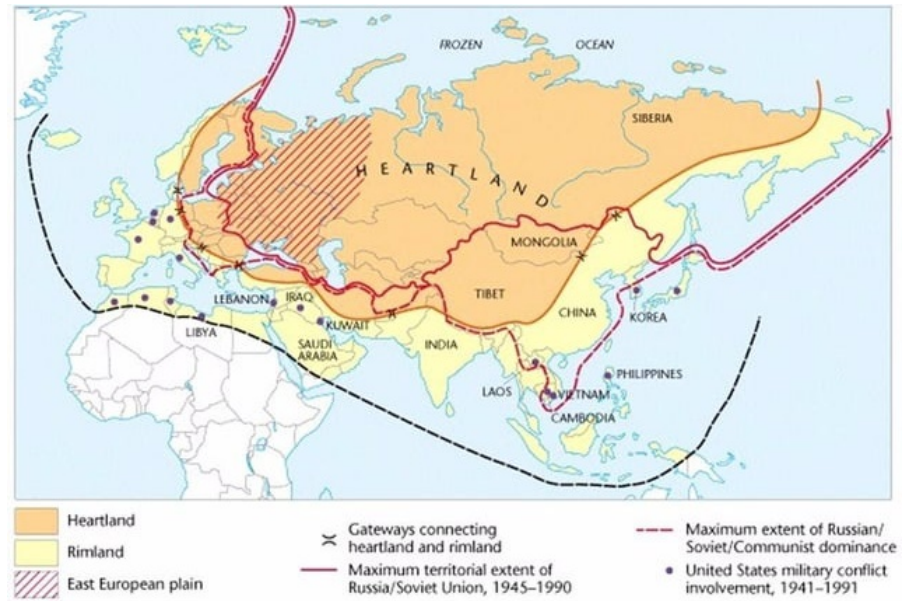 FROZEN OCEAN
SIBERIA
HEARTLAND
MONGOLIA
TIBET
CHINA
KOREA
LEBANON
IRAQ
KUWAIT
LIBYA
SAUDI
ARABIA
INDIA
LAOS
VIETNAM
CAMBODIA
PHILIPPINES
Heartland
Rimland
East European plain
Gateways connecting
heartland and rimland
Maximum territorial extent of
Russia/Soviet Union, 1945–1990
Maximum extent of Russian/
Soviet/Communist dominance
United States military conflict
involvement, 1941–1991